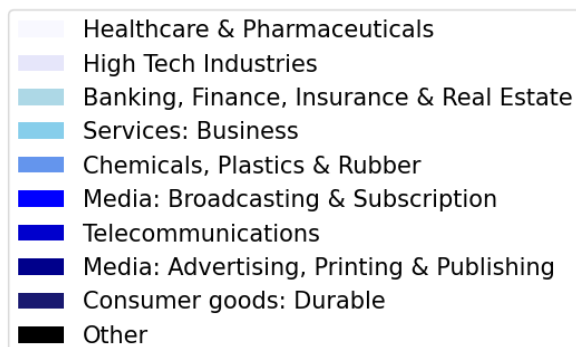 Healthcare & Pharmaceuticals
High Tech Industries
Banking, Finance, Insurance & Real Estate
Services: Business
Chemicals, Plastics & Rubber
Media: Broadcasting & Subscription
Telecommunications
Media: Advertising, Printing & Publishing
Consumer goods: Durable
Other